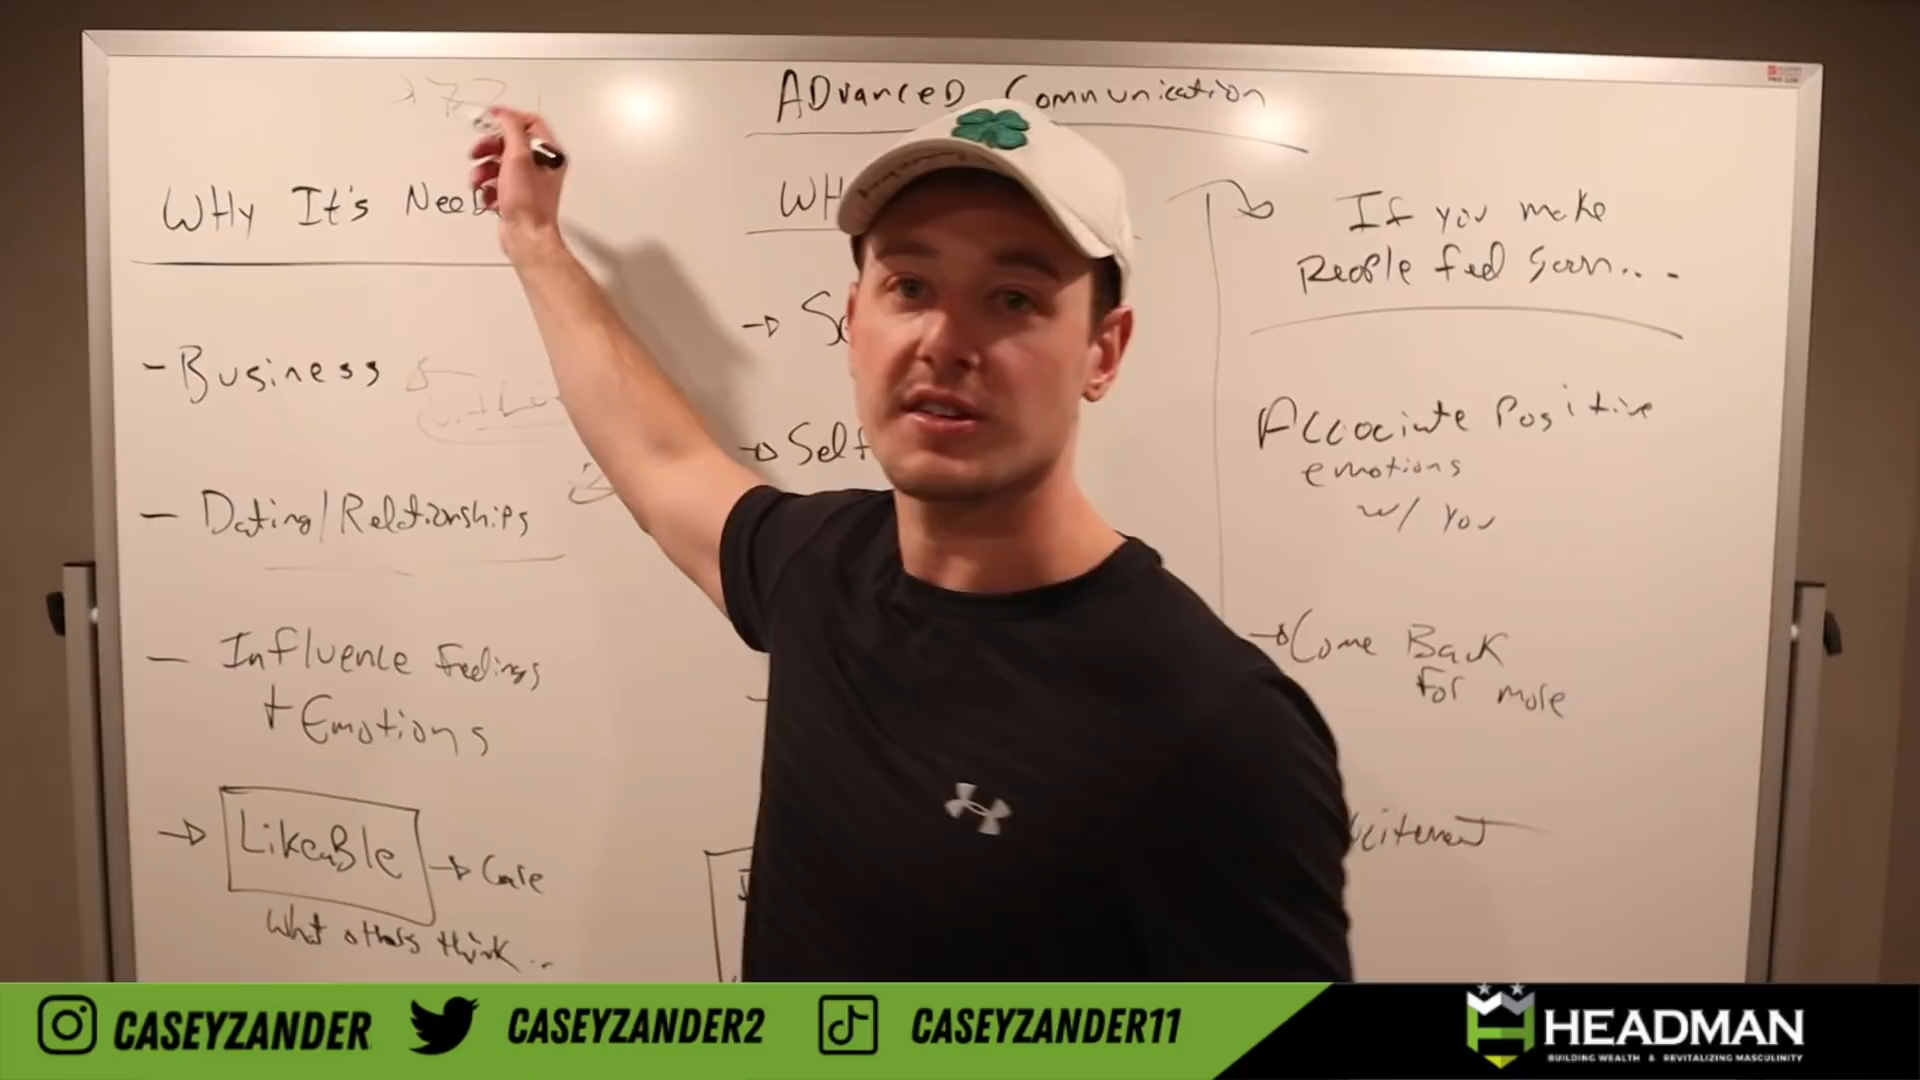 ADvanced Communication
WHy It's Need
- Business
- Dating/Relationships
- Influence Feelings
+ Emotions
LikeaBle
Care
what others think...
WH
Self
If you make
People feel
Positive
emotions
w/ You
Come Back
For more
CASEYZANDER
CASEYZANDER2
CASEYZANDER11
HEADMAN
BUILDING WEALTH & REVITALIZING MASCULINITY